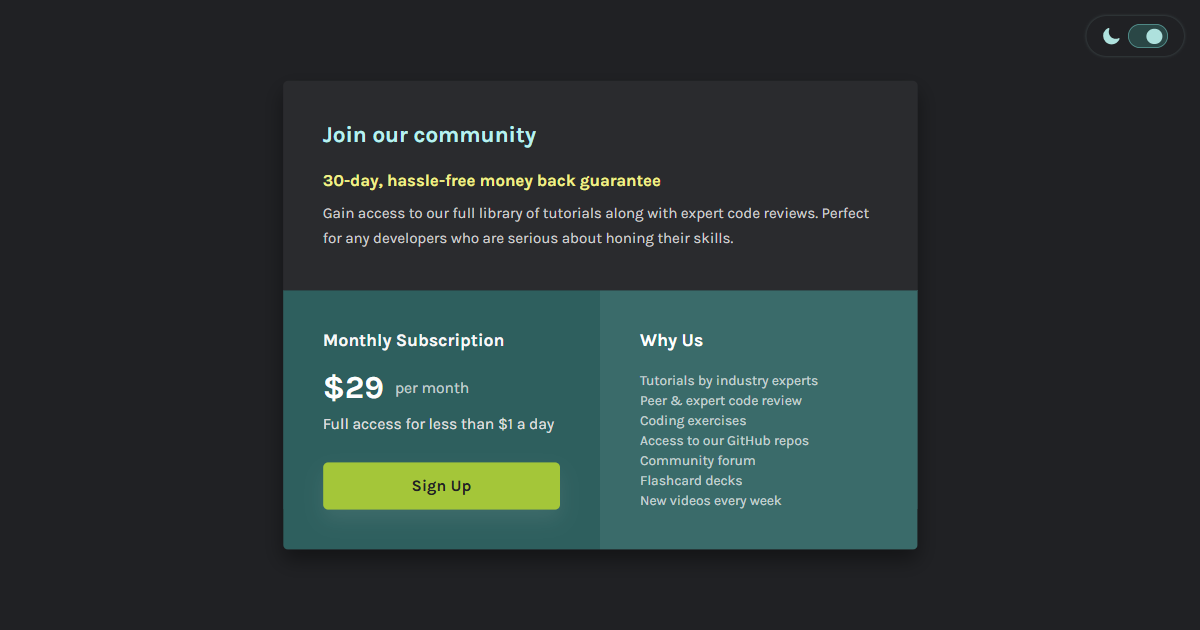 Join our community
30-day, hassle-free money back guarantee
Gain access to our full library of tutorials along with expert code reviews. Perfect
for any developers who are serious about honing their skills.
Monthly Subscription
$29 per month
Full access for less than $1 a day
Sign Up
Why Us
Tutorials by industry experts
Peer & expert code review
Coding exercises
Access to our GitHub repos
Community forum
Flashcard decks
New videos every week